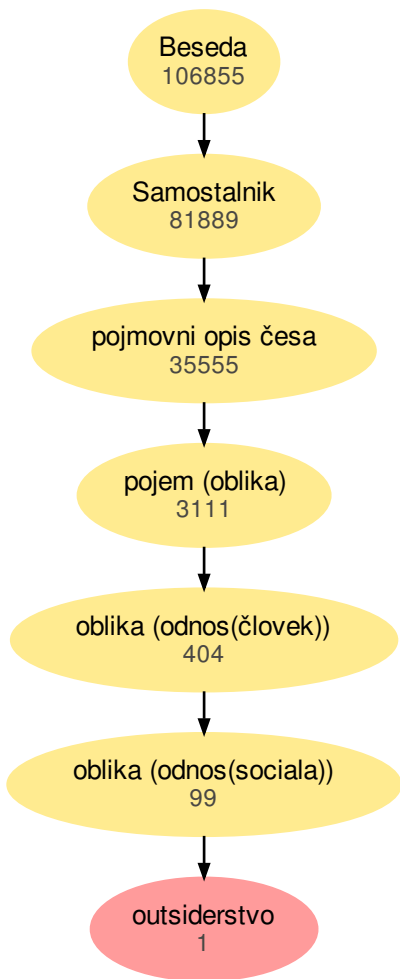 Beseda
106855
Samostalnik
81889
pojmovni opis česa
35555
pojem (oblika)
3111
oblika (odnos(človek))
404
oblika (odnos(sociala))
99
outsiderstvo
1